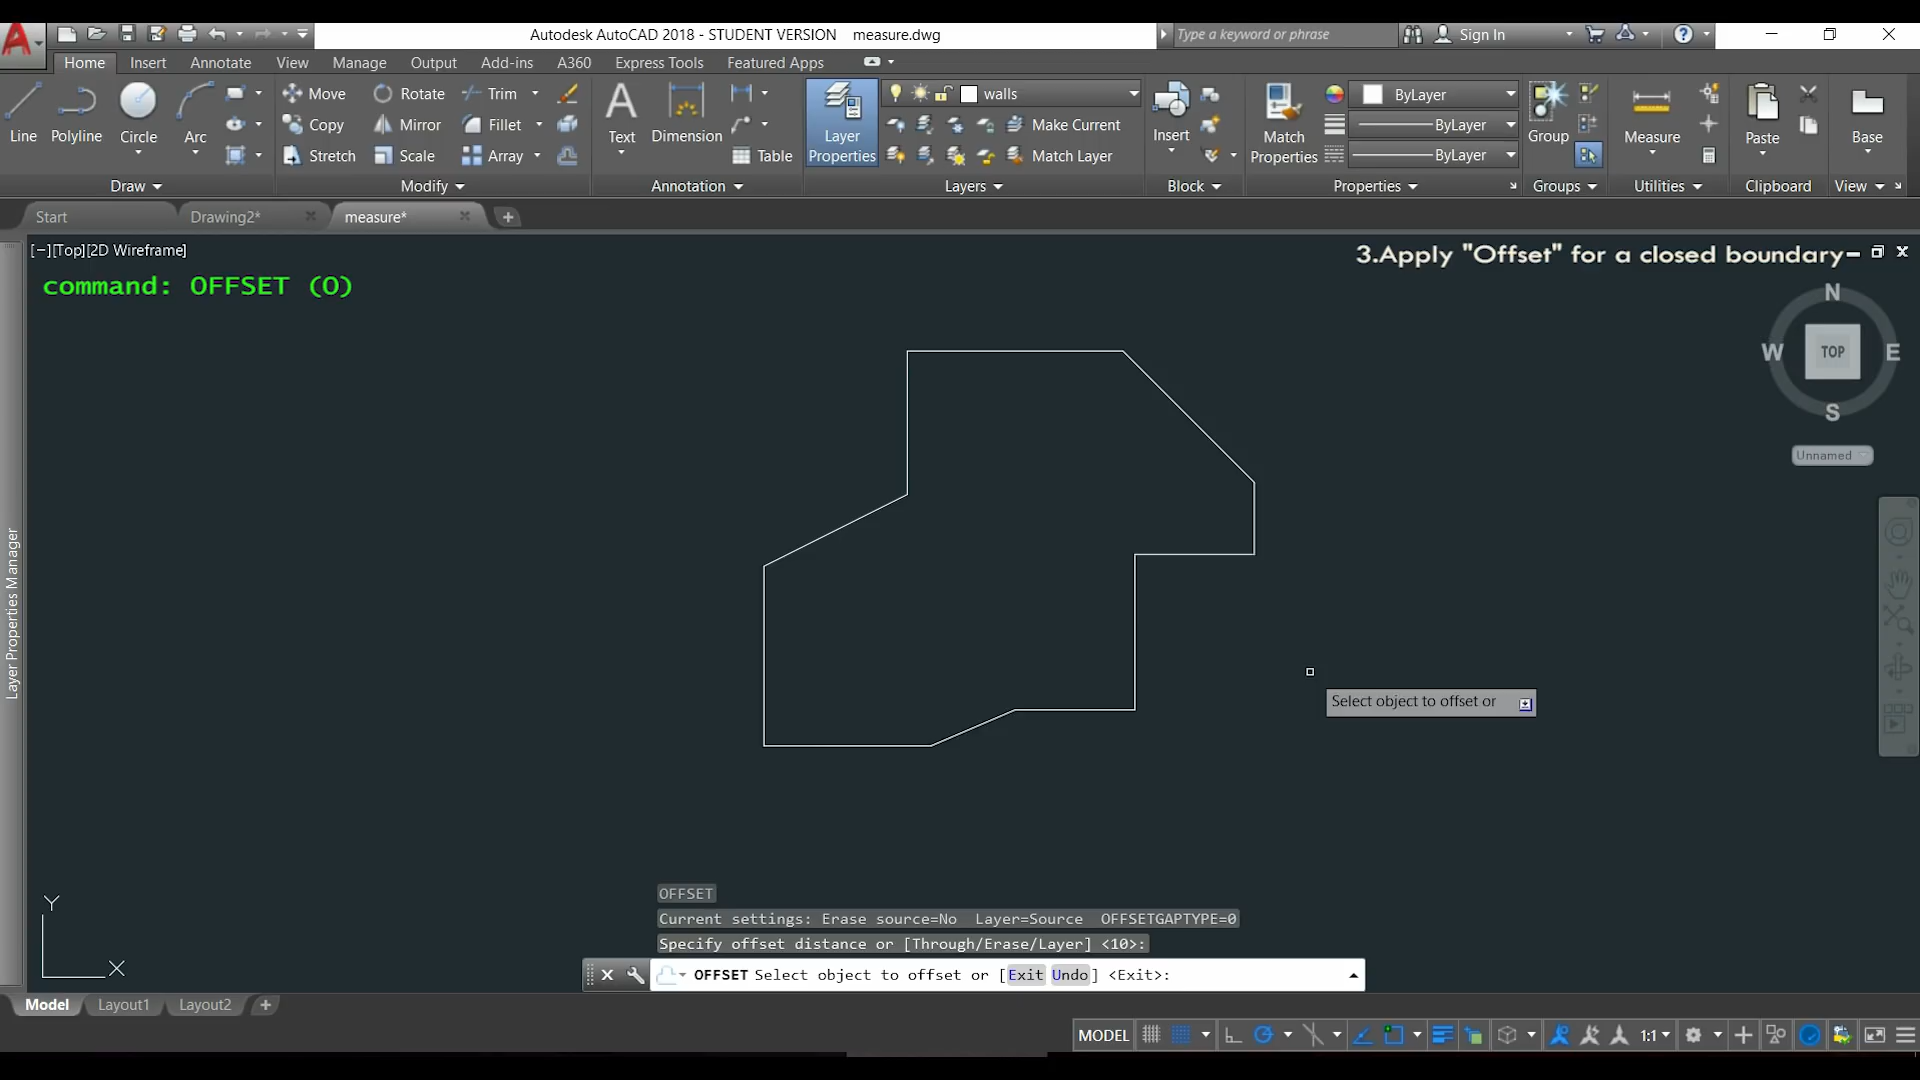 Autodesk AutoCAD 2018 - STUDENT VERSION measure.dwg
Type a keyword or phrase
Sign In
Home Insert Annotate View Manage Output Add-ins A360 Express Tools Featured Apps
Line Polyline Circle Arc
Move Rotate Trim
Copy Mirror Fillet
Stretch Scale Array
Text Dimension Table
Layer Properties
walls
Make Current
Match Layer
Insert
Match Properties
ByLayer
ByLayer
ByLayer
Group
Measure
Paste
Base
Draw Modify Annotation Layers Block Properties Groups Utilities Clipboard View
Start Drawing2* measure*
[−][Top][2D Wireframe]
3.Apply "Offset" for a closed boundary
command: OFFSET (O)
N
W TOP E
S
Unnamed
Layer Properties Manager
Select object to offset or
Y
X
OFFSET
Current settings: Erase source=No Layer=Source OFFSETGAPTYPE=0
Specify offset distance or [Through/Erase/Layer] <10>:
OFFSET Select object to offset or [Exit Undo] <Exit>:
Model Layout1 Layout2
MODEL 1:1